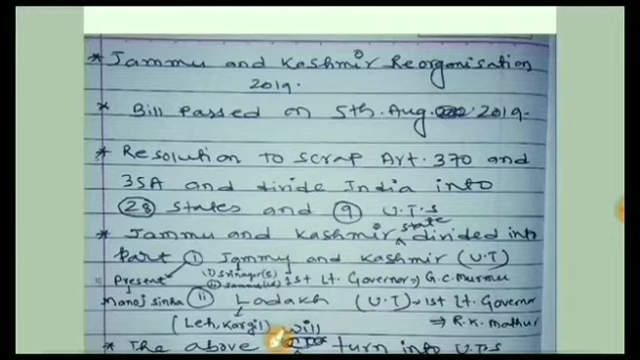 * Jammu and Kashmir Reorganisation
2019.
* Bill Passed on 5th. Aug. 2019.
* Resolution to scrap Art. 370 and
35A and divide India into
(28) states and (9) U.T.s
* Jammu and Kashmir state divided into
Part (i) Jammu and Kashmir (U.T)
(i) Srinagar(s)
Present 1st Lt. Governor → G.C. Murmu
Manoj Sinha (ii) Ladakh (U.T) → 1st Lt. Governor
(Leh, Kargil) ⇒ R.K. Mathur
* The above will turn into U.T.s